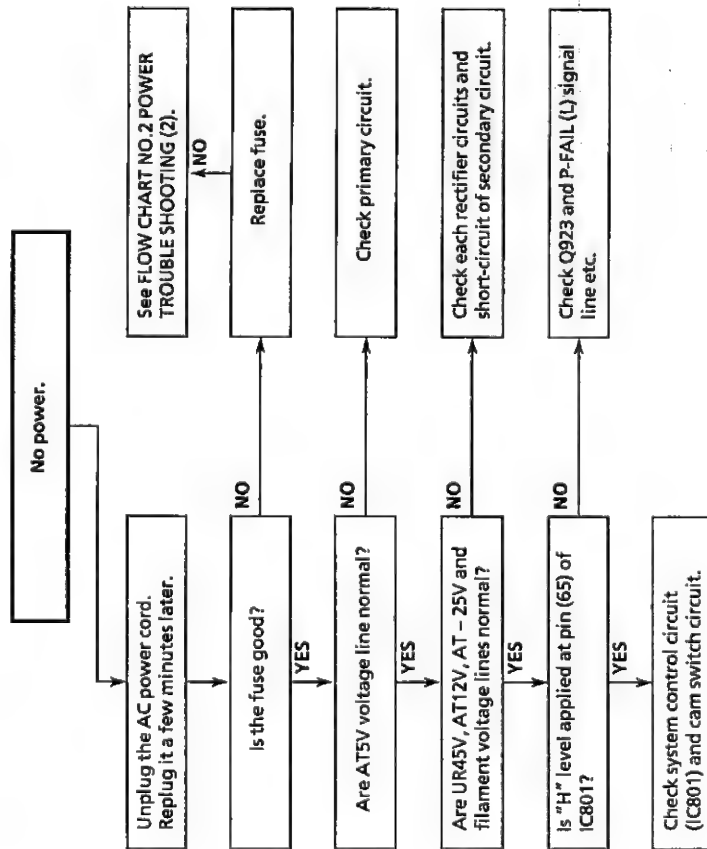 No power.
Unplug the AC power cord.
Replug it a few minutes later.
Is the fuse good?
NO
Replace fuse.
NO
See FLOW CHART NO.2 POWER
TROUBLE SHOOTING (2).
YES
Are AT5V voltage line normal?
NO
Check primary circuit.
YES
Are UR45V, AT12V, AT – 25V and
filament voltage lines normal?
NO
Check each rectifier circuits and
short-circuit of secondary circuit.
YES
Is "H" level applied at pin (65) of
IC801?
NO
Check Q923 and P-FAIL (L) signal
line etc.
YES
Check system control circuit
(IC801) and cam switch circuit.